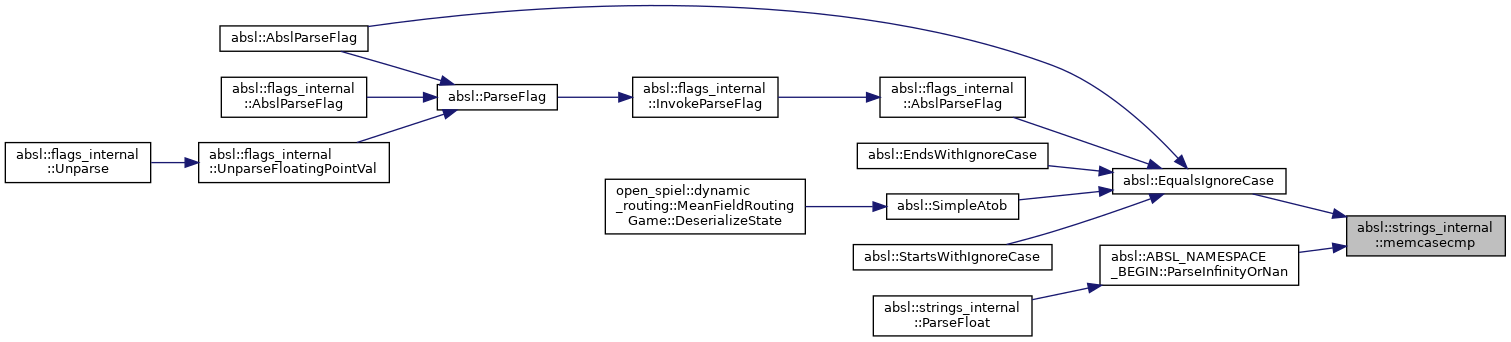 absl::AbslParseFlag
absl::flags_internal
::AbslParseFlag
absl::ParseFlag
absl::flags_internal
::InvokeParseFlag
absl::flags_internal
::AbslParseFlag
absl::flags_internal
::Unparse
absl::flags_internal
::UnparseFloatingPointVal
absl::EndsWithIgnoreCase
absl::EqualsIgnoreCase
open_spiel::dynamic
_routing::MeanFieldRouting
Game::DeserializeState
absl::SimpleAtob
absl::StartsWithIgnoreCase
absl::strings_internal
::memcasecmp
absl::ABSL_NAMESPACE
_BEGIN::ParseInfinityOrNan
absl::strings_internal
::ParseFloat